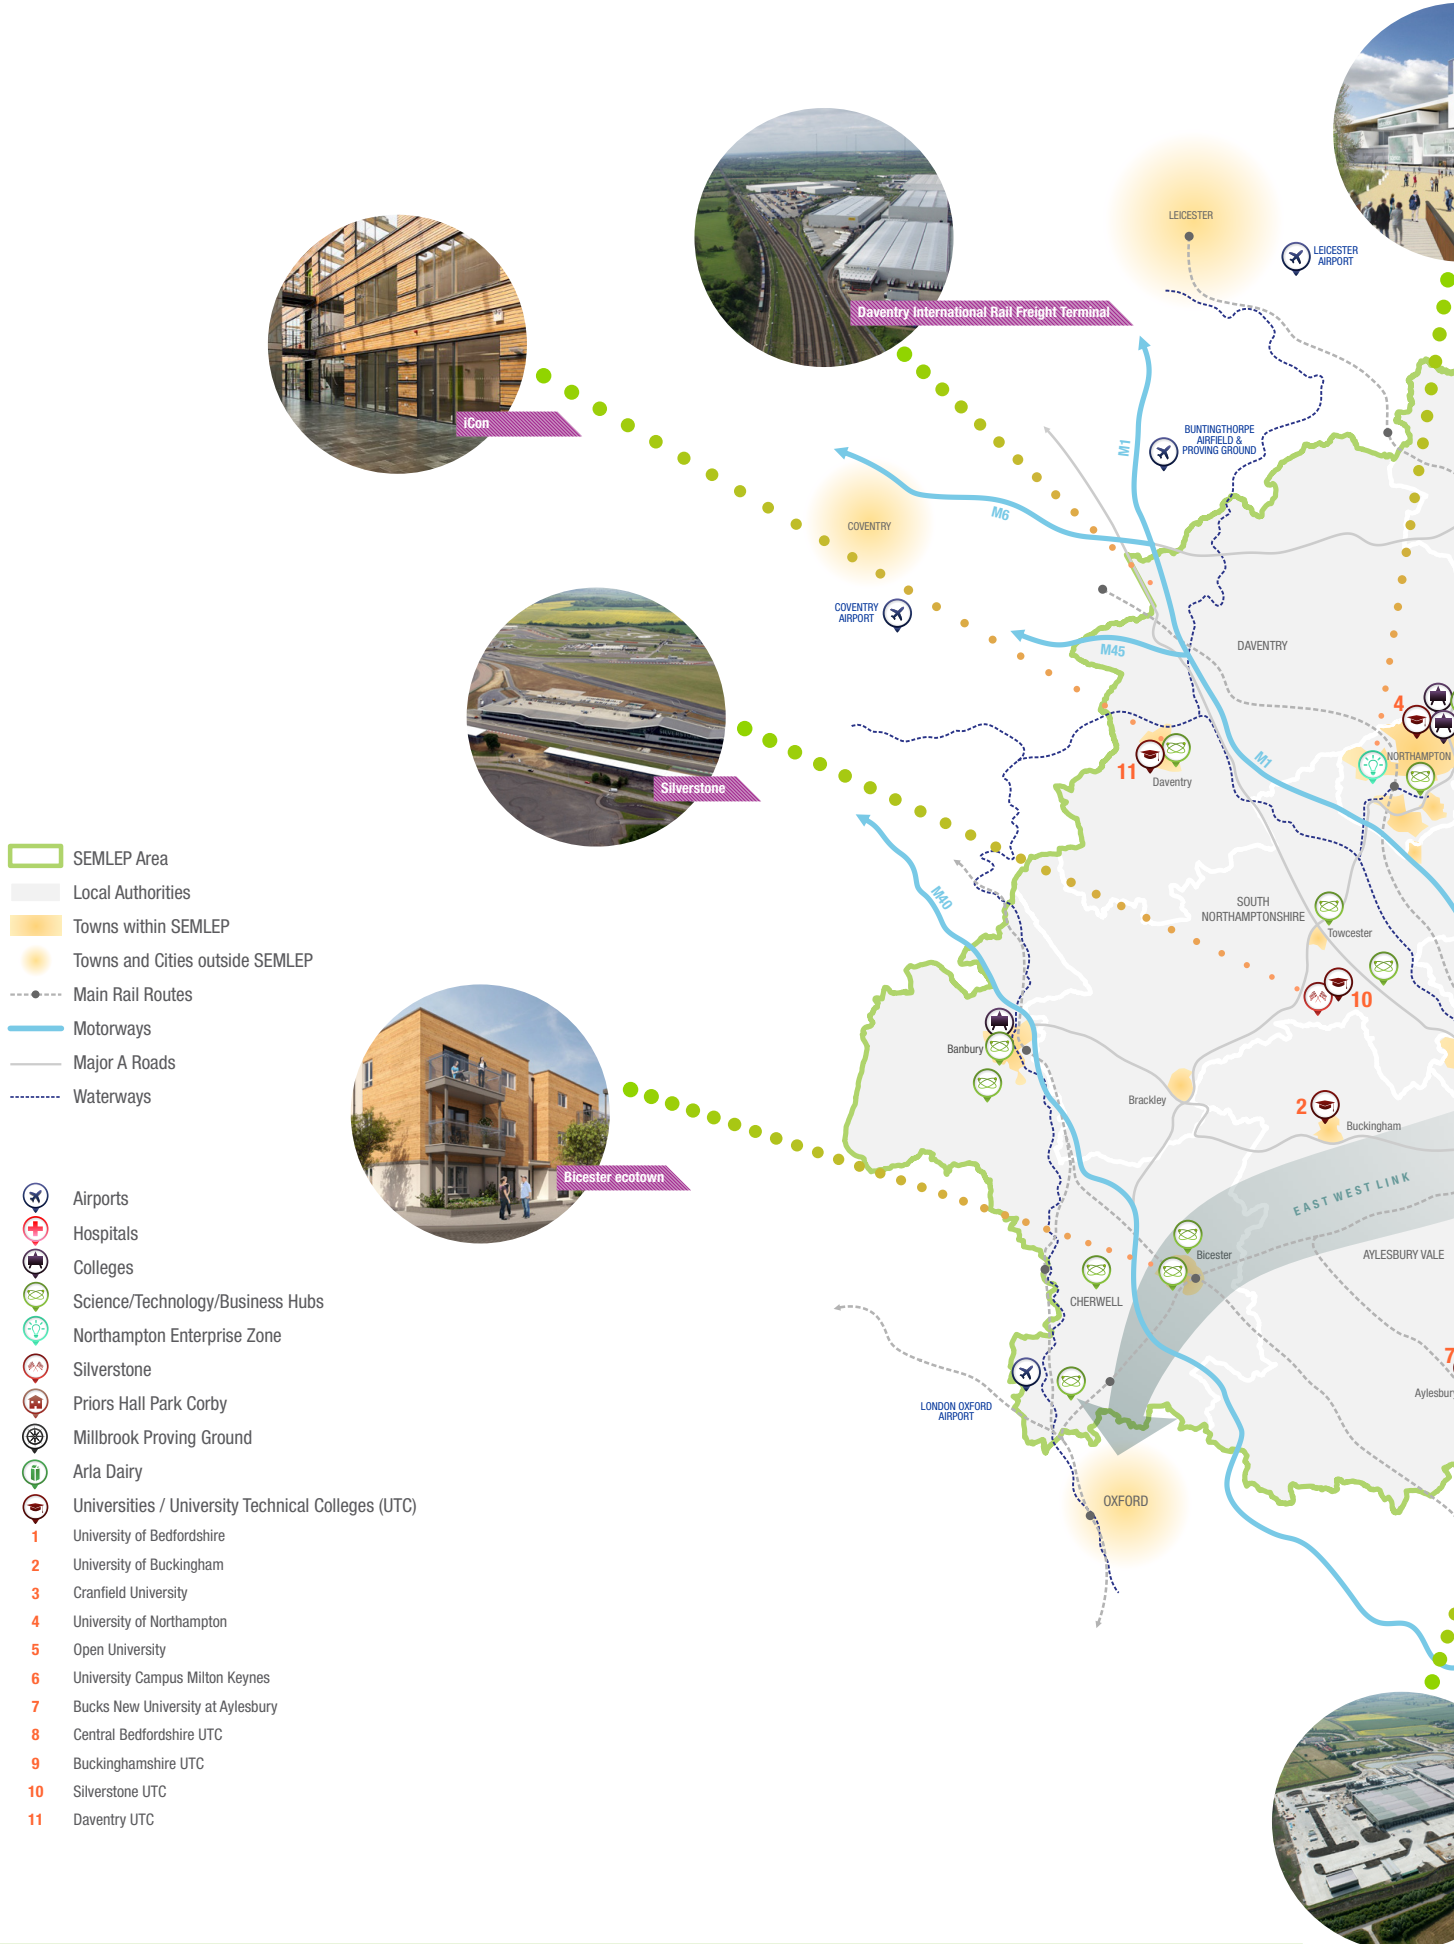 LEICESTER
LEICESTER
AIRPORT
Daventry International Rail Freight Terminal
iCon
M1
BUNTINGTHORPE
AIRFIELD &
PROVING GROUND
M6
COVENTRY
COVENTRY
AIRPORT
M45
DAVENTRY
4
NORTHAMPTON
M1
11
Daventry
Silverstone
M40
SOUTH
NORTHAMPTONSHIRE
Towcester
10
Banbury
Brackley
2
Buckingham
EAST WEST LINK
Bicester ecotown
Bicester
AYLESBURY VALE
CHERWELL
7
Aylesbur
LONDON OXFORD
AIRPORT
OXFORD
SEMLEP Area
Local Authorities
Towns within SEMLEP
Towns and Cities outside SEMLEP
Main Rail Routes
Motorways
Major A Roads
Waterways
Airports
Hospitals
Colleges
Science/Technology/Business Hubs
Northampton Enterprise Zone
Silverstone
Priors Hall Park Corby
Millbrook Proving Ground
Arla Dairy
Universities / University Technical Colleges (UTC)
1 University of Bedfordshire
2 University of Buckingham
3 Cranfield University
4 University of Northampton
5 Open University
6 University Campus Milton Keynes
7 Bucks New University at Aylesbury
8 Central Bedfordshire UTC
9 Buckinghamshire UTC
10 Silverstone UTC
11 Daventry UTC